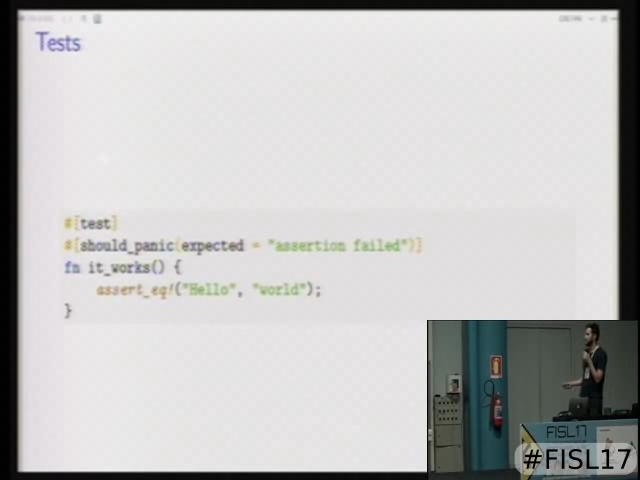 Tests
#[test]
#[should_panic(expected = "assertion failed")]
fn it_works() {
assert_eq!("Hello", "world");
}
FISL17
#FISL17